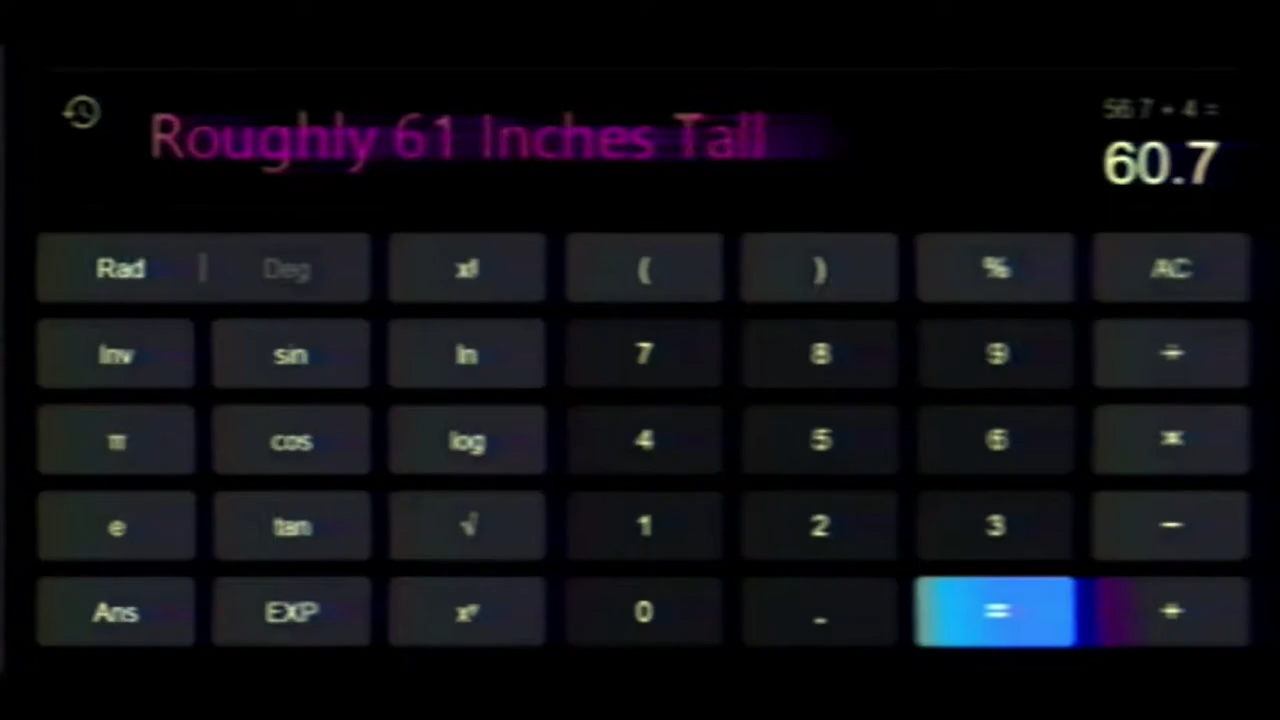 Roughly 61 Inches Tall
56.7 + 4 =
60.7
Rad | Deg x! ( ) % AC
Inv sin ln 7 8 9 ÷
π cos log 4 5 6 ×
e tan √ 1 2 3 −
Ans EXP xʸ 0 . = +